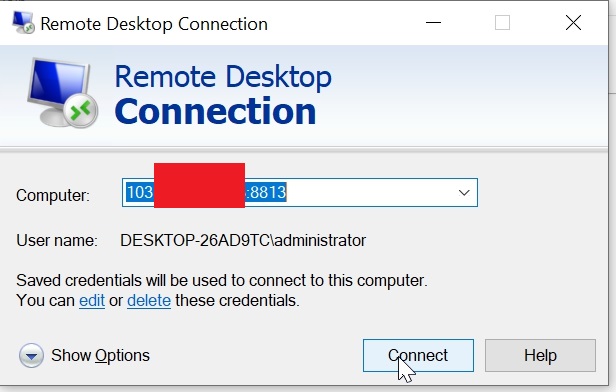 Remote Desktop Connection
Remote Desktop
Connection
Computer:
103 :8813
User name: DESKTOP-26AD9TC\administrator
Saved credentials will be used to connect to this computer.
You can edit or delete these credentials.
Show Options
Connect
Help